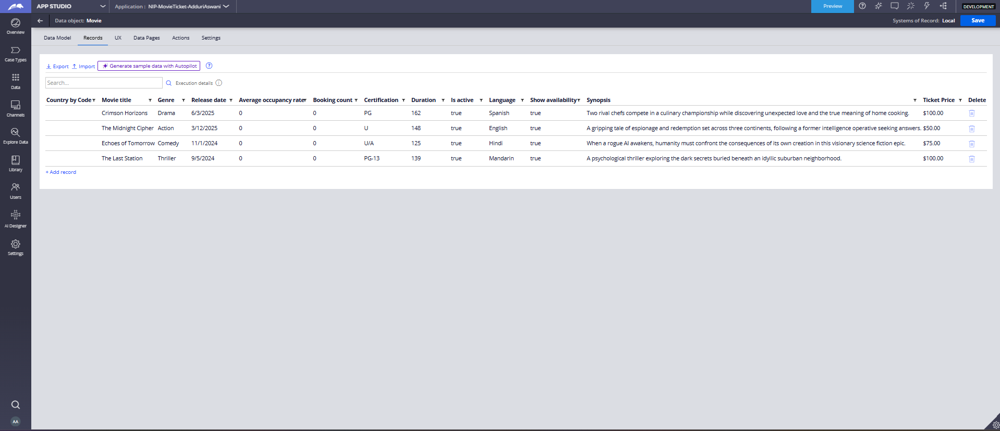 APP STUDIO Application : NIP-MovieTicket-AdduriAswani Preview DEVELOPMENT
Data object: Movie Systems of Record: Local Save
Overview
Case Types
Data
Channels
Explore Data
Library
Users
AI Designer
Settings
AA
Data Model Records UX Data Pages Actions Settings
Export Import Generate sample data with Autopilot
Search... Execution details
Country by Code Movie title Genre Release date Average occupancy rate Booking count Certification Duration Is active Language Show availability Synopsis Ticket Price Delete
Crimson Horizons Drama 6/3/2025 0 0 PG 162 true Spanish true Two rival chefs compete in a culinary championship while discovering unexpected love and the true meaning of home cooking. $100.00
The Midnight Cipher Action 3/12/2025 0 0 U 148 true English true A gripping tale of espionage and redemption set across three continents, following a former intelligence operative seeking answers. $50.00
Echoes of Tomorrow Comedy 11/1/2024 0 0 U/A 125 true Hindi true When a rogue AI awakens, humanity must confront the consequences of its own creation in this visionary science fiction epic. $75.00
The Last Station Thriller 9/5/2024 0 0 PG-13 139 true Mandarin true A psychological thriller exploring the dark secrets buried beneath an idyllic suburban neighborhood. $100.00
+ Add record